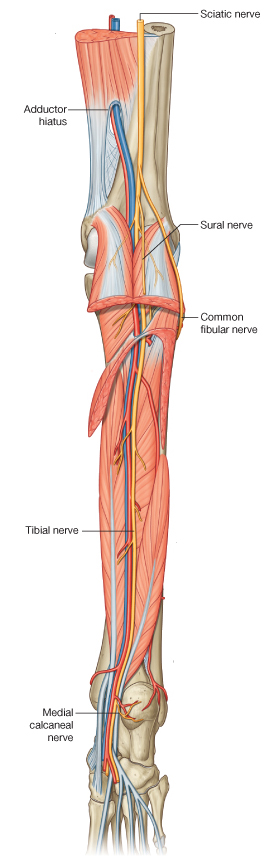 Sciatic nerve
Adductor
hiatus
Sural nerve
Common
fibular nerve
Tibial nerve
Medial
calcaneal
nerve